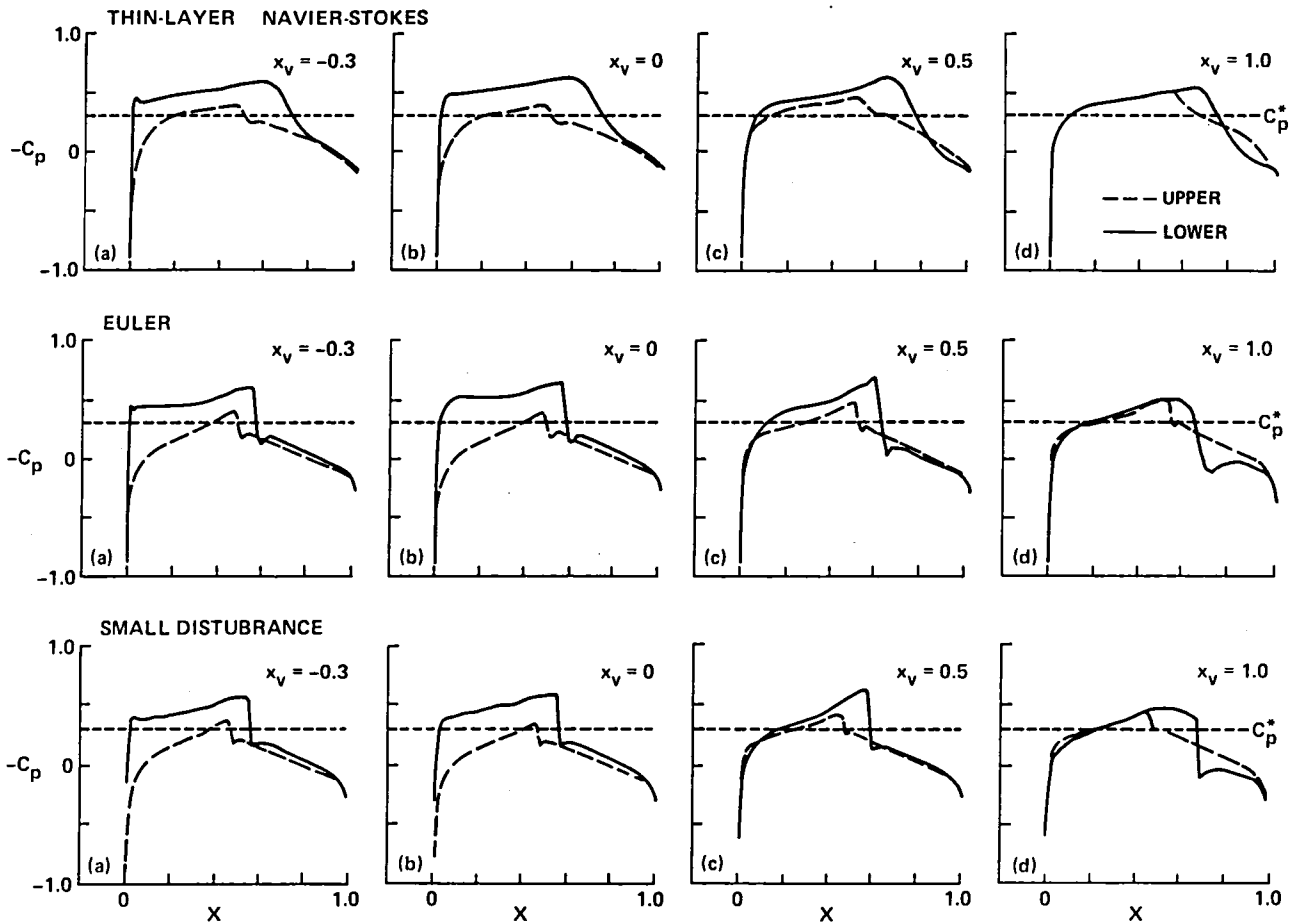 THIN-LAYER NAVIER-STOKES
1.0
x_v = −0.3
x_v = 0
x_v = 0.5
x_v = 1.0
C_p^*
−C_p
0
UPPER
LOWER
(a)
(b)
(c)
(d)
−1.0
EULER
1.0
x_v = −0.3
x_v = 0
x_v = 0.5
x_v = 1.0
C_p^*
−C_p
0
(a)
(b)
(c)
(d)
−1.0
SMALL DISTUBRANCE
1.0
x_v = −0.3
x_v = 0
x_v = 0.5
x_v = 1.0
C_p^*
−C_p
0
(a)
(b)
(c)
(d)
−1.0
0 1.0
0 1.0
0 1.0
0 1.0
X
X
X
X